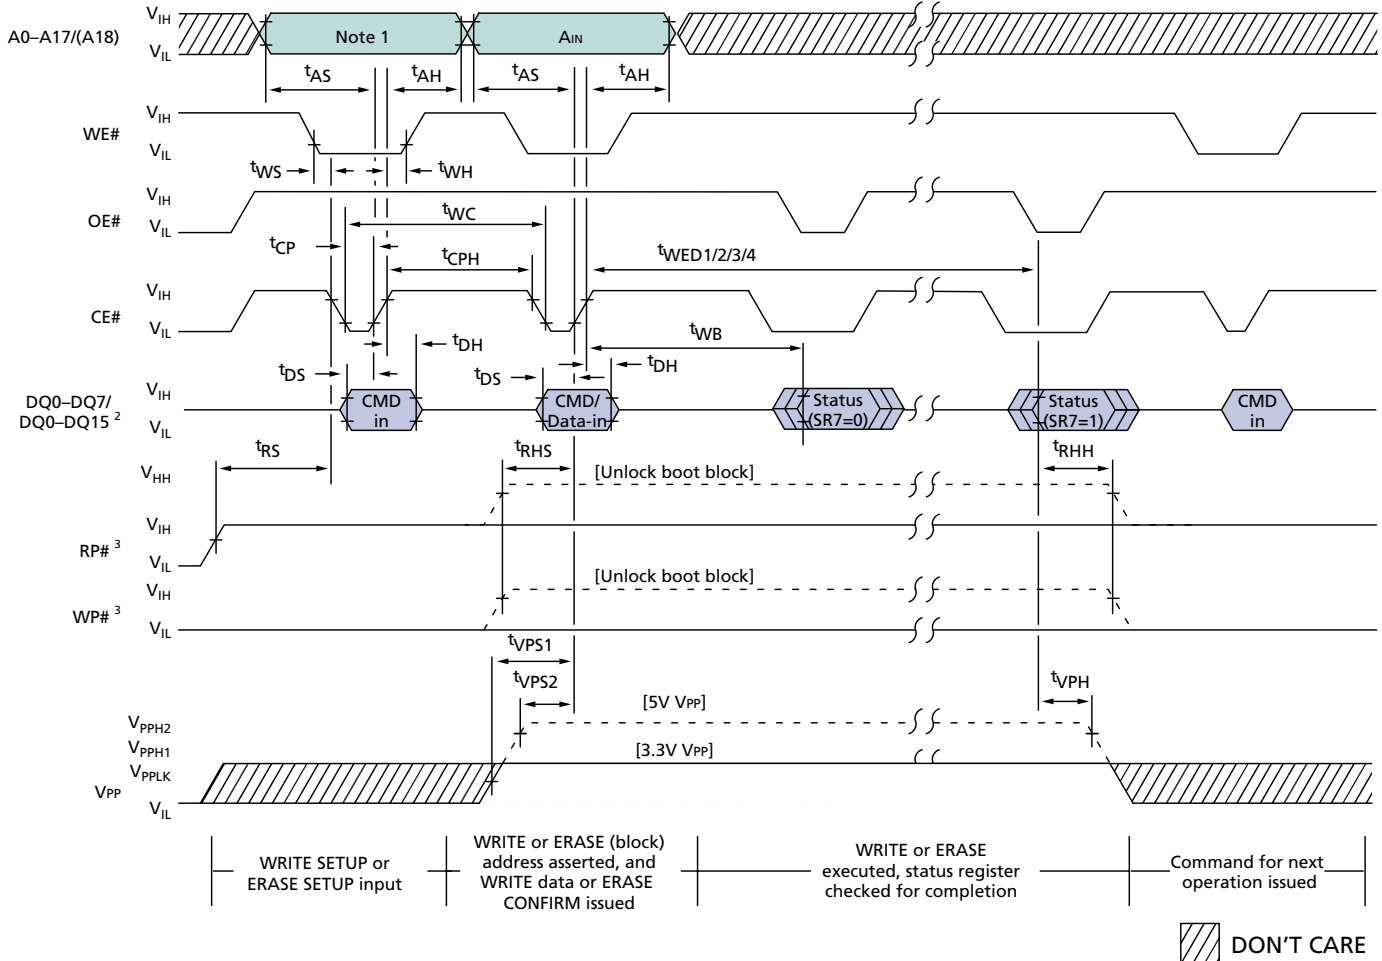 A0–A17/(A18)
VIH
VIL
Note 1
AIN
tAS
tAH
tAS
tAH
WE#
VIH
VIL
tWS
tWH
OE#
VIH
VIL
tWC
tCP
tCPH
tWED1/2/3/4
CE#
VIH
VIL
tWB
tDH
tDH
tDS
tDS
DQ0–DQ7/
DQ0–DQ15 2
VIH
VIL
CMD
in
CMD/
Data-in
Status
(SR7=0)
Status
(SR7=1)
CMD
in
tRS
tRHS
tRHH
[Unlock boot block]
VHH
VIH
RP# 3
VIL
[Unlock boot block]
VIH
WP# 3
VIL
tVPS1
tVPS2
tVPH
[5V VPP]
VPPH2
VPPH1
[3.3V VPP]
VPPLK
VPP
VIL
WRITE SETUP or
ERASE SETUP input
WRITE or ERASE (block)
address asserted, and
WRITE data or ERASE
CONFIRM issued
WRITE or ERASE
executed, status register
checked for completion
Command for next
operation issued
DON'T CARE